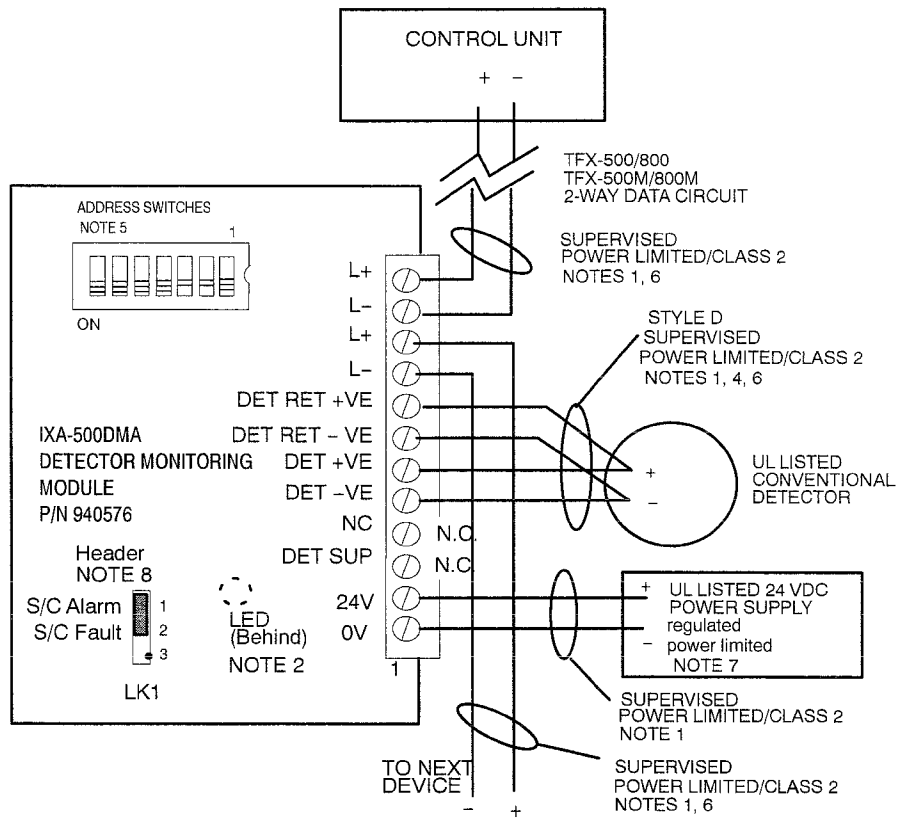 CONTROL UNIT
+ −
TFX-500/800
TFX-500M/800M
2-WAY DATA CIRCUIT
ADDRESS SWITCHES
NOTE 5
1
ON
SUPERVISED
POWER LIMITED/CLASS 2
NOTES 1, 6
L+
L−
L+
L−
DET RET +VE
DET RET − VE
DET +VE
DET −VE
NC
DET SUP
24V
0V
1
N.C.
N.C.
STYLE D
SUPERVISED
POWER LIMITED/CLASS 2
NOTES 1, 4, 6
+
−
UL LISTED
CONVENTIONAL
DETECTOR
IXA-500DMA
DETECTOR MONITORING
MODULE
P/N 940576
Header
NOTE 8
S/C Alarm
S/C Fault
1
2
3
LK1
LED
(Behind)
NOTE 2
+ UL LISTED 24 VDC
POWER SUPPLY
regulated
− power limited
NOTE 7
SUPERVISED
POWER LIMITED/CLASS 2
NOTE 1
TO NEXT
DEVICE
− +
SUPERVISED
POWER LIMITED/CLASS 2
NOTES 1, 6